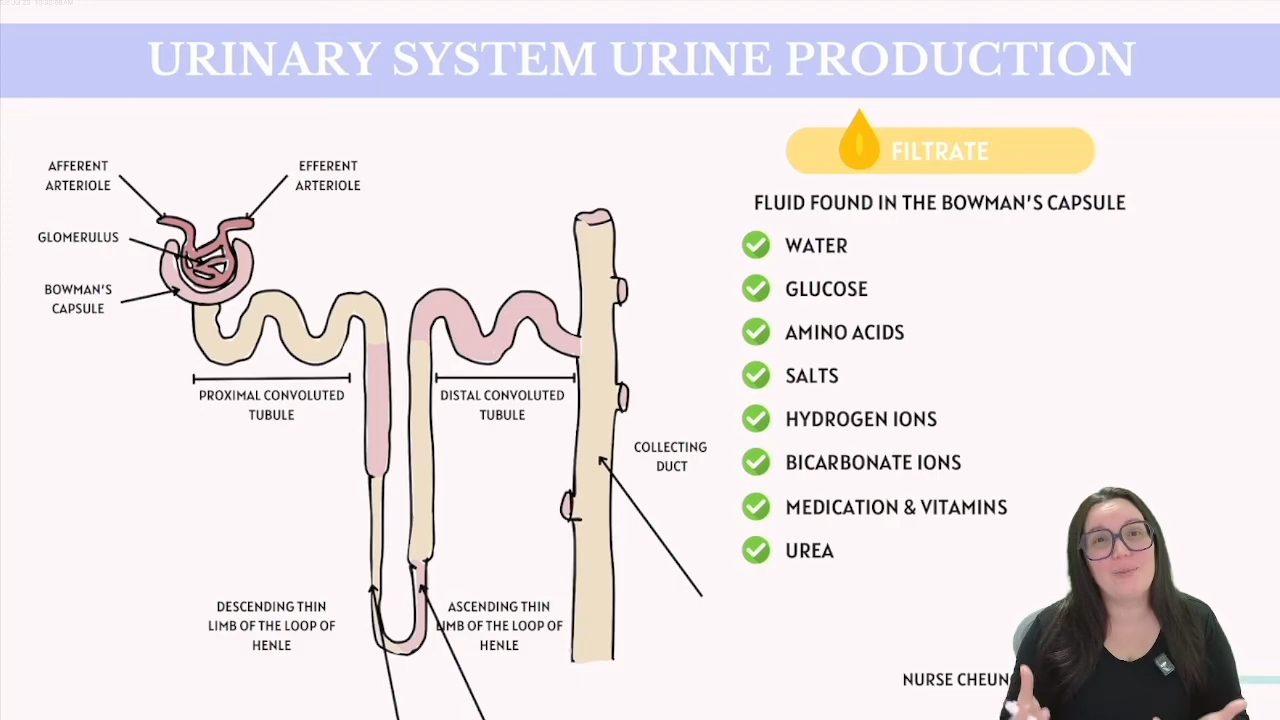 URINARY SYSTEM URINE PRODUCTION
AFFERENT
ARTERIOLE
EFFERENT
ARTERIOLE
GLOMERULUS
BOWMAN'S
CAPSULE
PROXIMAL CONVOLUTED
TUBULE
DISTAL CONVOLUTED
TUBULE
COLLECTING
DUCT
DESCENDING THIN
LIMB OF THE LOOP OF
HENLE
ASCENDING THIN
LIMB OF THE LOOP OF
HENLE
FILTRATE
FLUID FOUND IN THE BOWMAN'S CAPSULE
WATER
GLUCOSE
AMINO ACIDS
SALTS
HYDROGEN IONS
BICARBONATE IONS
MEDICATION & VITAMINS
UREA
NURSE CHEUNG